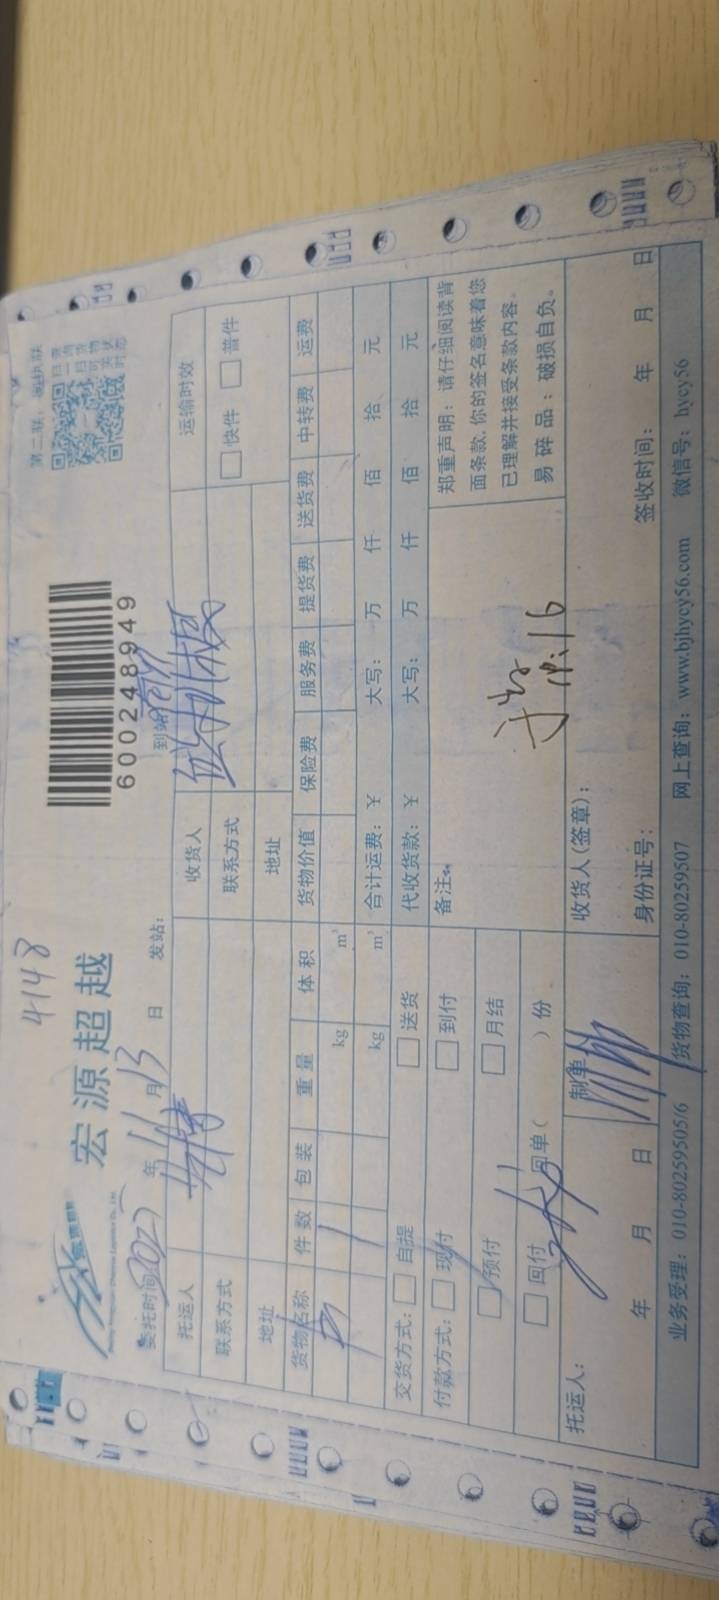 4148
宏源超越
600248949
委托时间 年11月13日 发站: 到站:
托运人 收货人 运输时效
联系方式 联系方式 快件 普件
地址 地址
货物名称 件数 包装 重量 体积 货物价值 保险费 服务费 提货费 送货费 中转费 运费
1 kg m³
kg m³ 合计运费:¥ 大写: 万 仟 佰 拾 元
交货方式: 自提 送货 代收货款:¥ 大写: 万 仟 佰 拾 元
付款方式: 现付 到付 备注:
预付 月结
回付 回单( )份
郑重声明:请仔细阅读背
面条款,你的签名意味着您
已理解并接受条款内容。
易碎品:破损自负。
托运人: 制单 收货人(签章):
年 月 日 身份证号: 签收时间: 年 月 日
业务受理:010-80259505/6 货物查询:010-80259507 网上查询:www.bjhycy56.com 微信号:hycy56